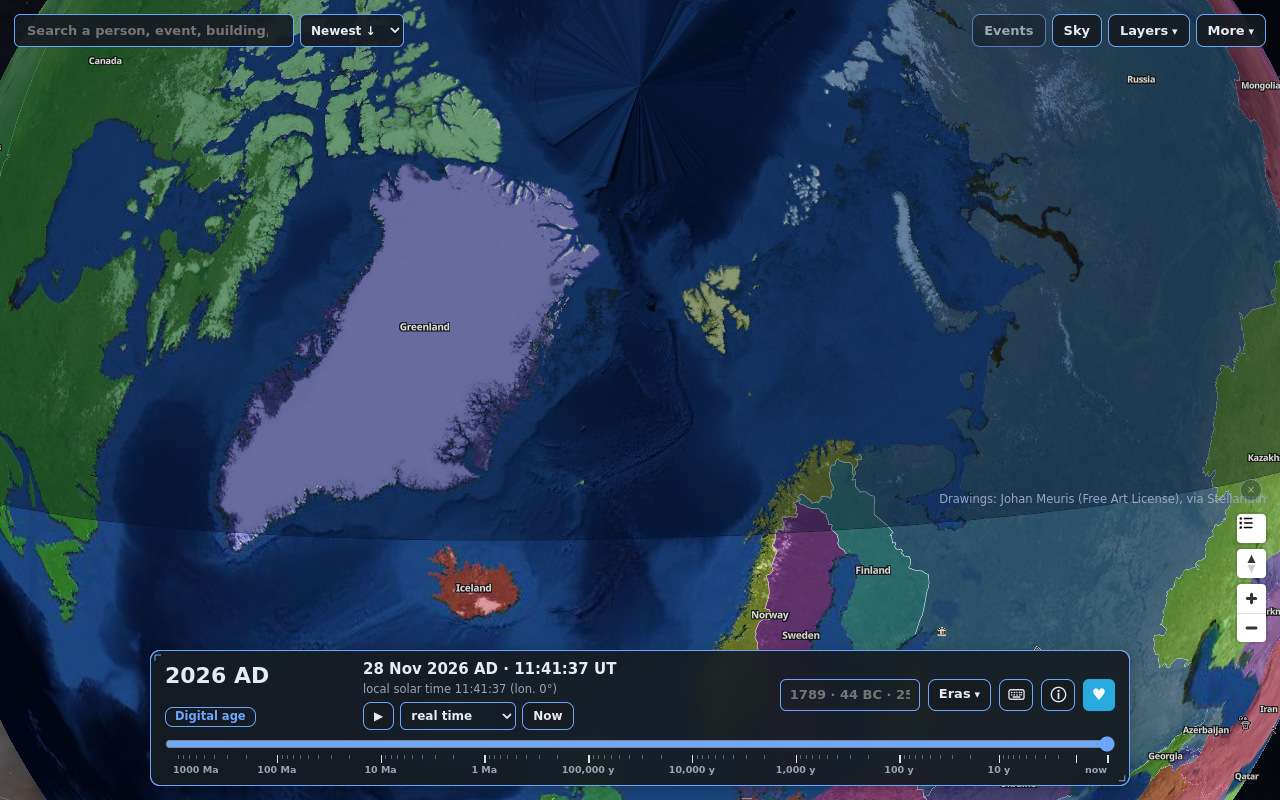 Search a person, event, building,
Newest ↓
Events
Sky
Layers ▾
More ▾
Canada
Russia
Mongolia
Greenland
Kazakh
Drawings: Johan Meuris (Free Art License), via Stellarium
Iceland
Finland
Norway
Sweden
Iran
Azerbaijan
Georgia
Qatar
2026 AD
Digital age
28 Nov 2026 AD · 11:41:37 UT
local solar time 11:41:37 (lon. 0°)
▶
real time
Now
1789 · 44 BC · 25
Eras ▾
1000 Ma
100 Ma
10 Ma
1 Ma
100,000 y
10,000 y
1,000 y
100 y
10 y
now